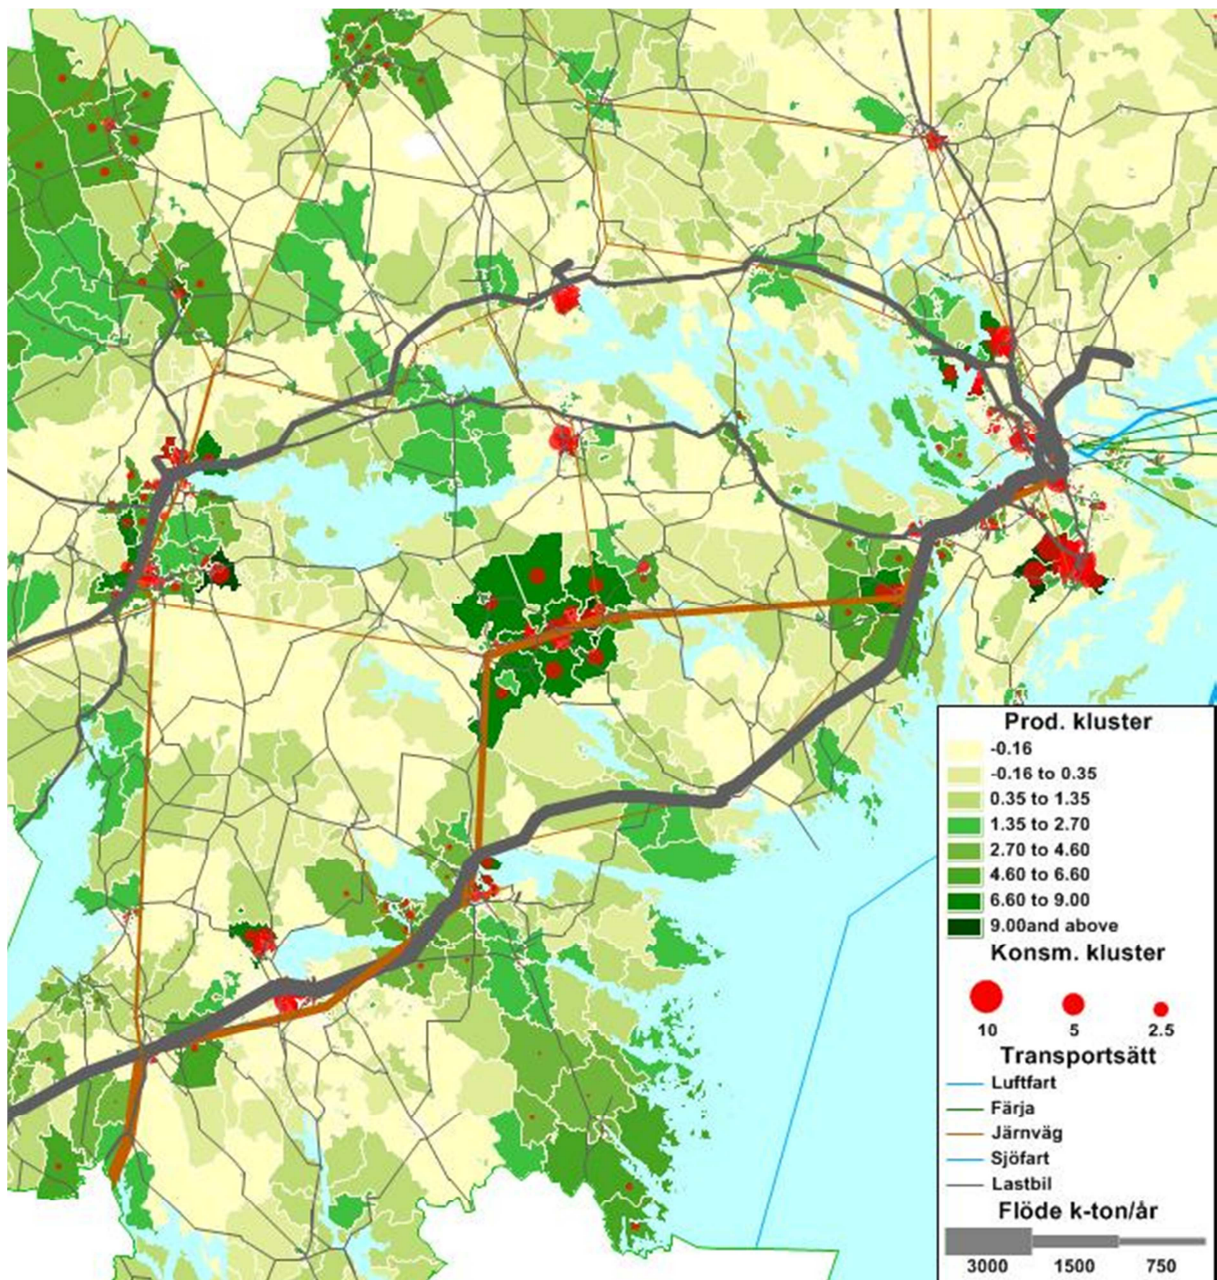 Prod. kluster
-0.16
-0.16 to 0.35
0.35 to 1.35
1.35 to 2.70
2.70 to 4.60
4.60 to 6.60
6.60 to 9.00
9.00and above
Konsm. kluster
10 5 2.5
Transportsätt
Luftfart
Färja
Järnväg
Sjöfart
Lastbil
Flöde k-ton/år
3000 1500 750